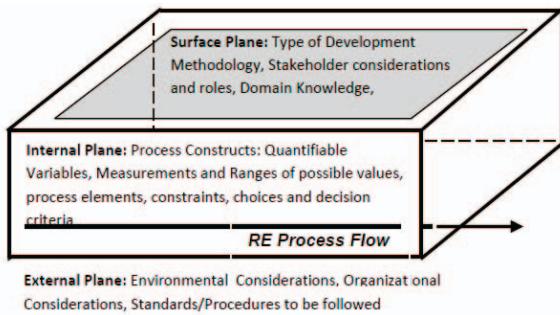 Surface Plane: Type of Development
Methodology, Stakeholder considerations
and roles, Domain Knowledge,
Internal Plane: Process Constructs: Quantifiable
Variables, Measurements and Ranges of possible values,
process elements, constraints, choices and decision
criteria
RE Process Flow
External Plane: Environmental Considerations, Organizational
Considerations, Standards/Procedures to be followed